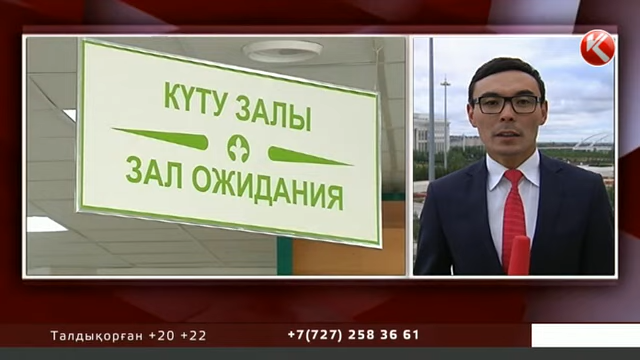 КҮТУ ЗАЛЫ
ЗАЛ ОЖИДАНИЯ
Талдықорған +20 +22
+7(727) 258 36 61